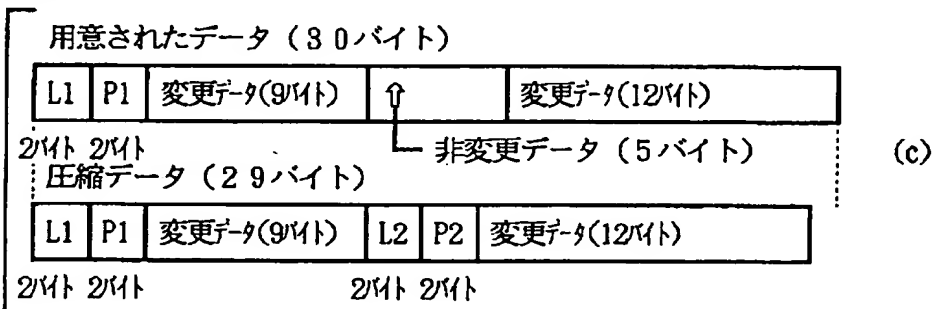 用意されたデータ（３０バイト）
L1 P1 変更ﾃﾞｰﾀ(9ﾊﾞｲﾄ) ⇧ 変更ﾃﾞｰﾀ(12ﾊﾞｲﾄ)
2ﾊﾞｲﾄ 2ﾊﾞｲﾄ 非変更データ（５バイト） (c)
圧縮データ（２９バイト）
L1 P1 変更ﾃﾞｰﾀ(9ﾊﾞｲﾄ) L2 P2 変更ﾃﾞｰﾀ(12ﾊﾞｲﾄ)
2ﾊﾞｲﾄ 2ﾊﾞｲﾄ 2ﾊﾞｲﾄ 2ﾊﾞｲﾄ